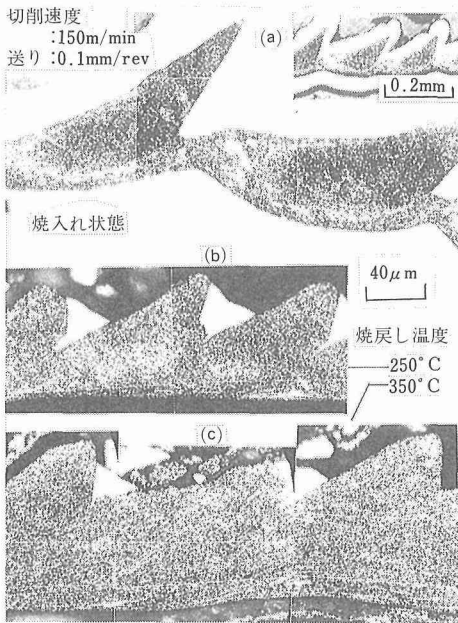 切削速度
:150m/min
送り:0.1mm/rev
(a)
0.2mm
焼入れ状態
(b)
40μm
焼戻し温度
250°C
350°C
(c)